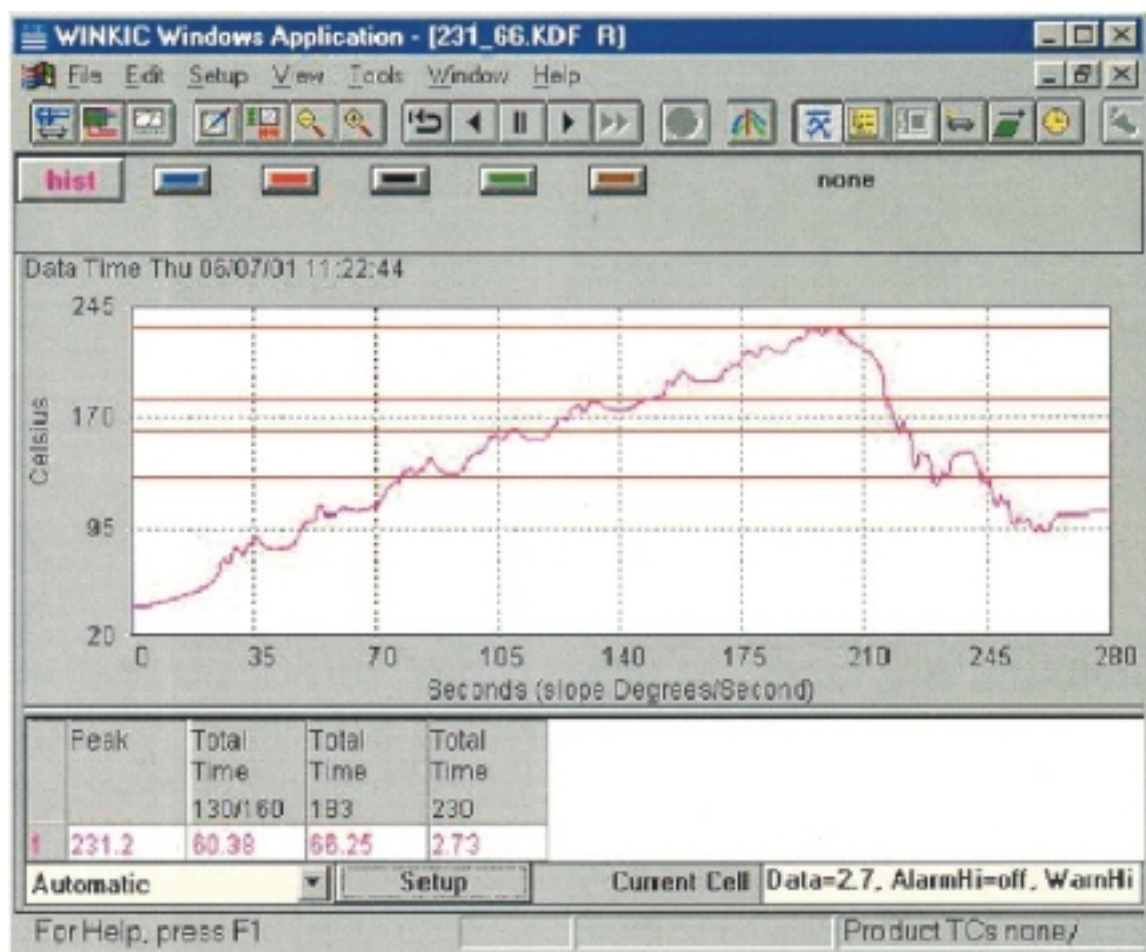 WINKIC Windows Application - [231_66.KDF R]
File Edit Setup View Tools Window Help
hist none
Data Time Thu 06/07/01 11:22:44
245
170
95
20
Celsius
0 35 70 105 140 175 210 245 280
Seconds (slope Degrees/Second)
Peak Total Total Total
Time Time Time
130/160 183 230
1 231.2 60.38 66.25 2.73
Automatic Setup Current Cell Data=2.7, AlarmHi=off, WarnHi
For Help, press F1 Product TCs none/